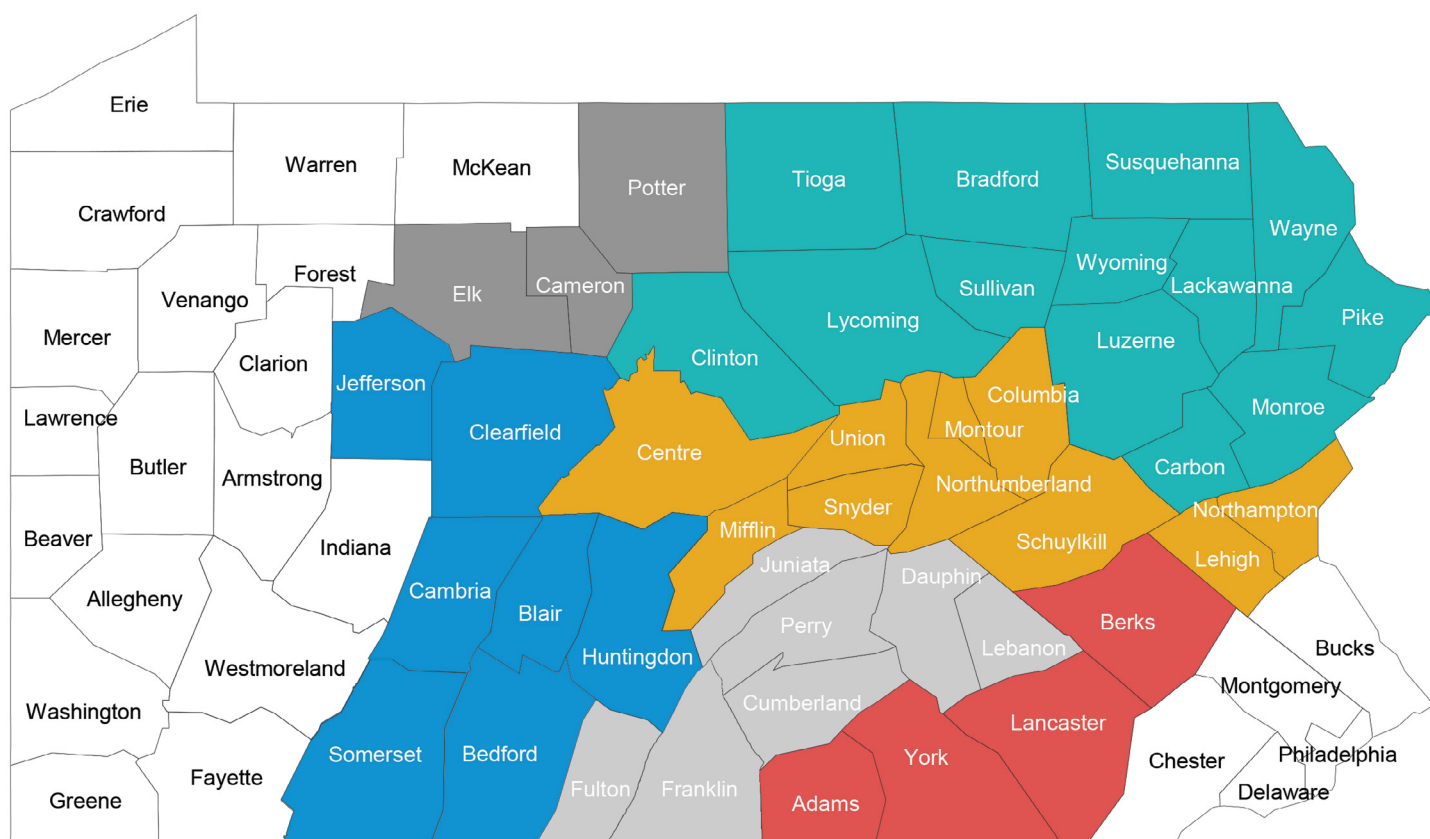 Erie
Warren
McKean
Potter
Tioga
Bradford
Susquehanna
Wayne
Crawford
Forest
Elk
Cameron
Wyoming
Lackawanna
Sullivan
Venango
Lycoming
Pike
Mercer
Clarion
Jefferson
Clinton
Luzerne
Columbia
Monroe
Lawrence
Clearfield
Union
Montour
Centre
Butler
Armstrong
Carbon
Northumberland
Snyder
Northampton
Mifflin
Beaver
Indiana
Schuylkill
Lehigh
Juniata
Dauphin
Allegheny
Cambria
Blair
Perry
Berks
Bucks
Lebanon
Huntingdon
Westmoreland
Montgomery
Cumberland
Washington
Lancaster
Somerset
Bedford
York
Philadelphia
Chester
Fayette
Fulton
Franklin
Delaware
Greene
Adams